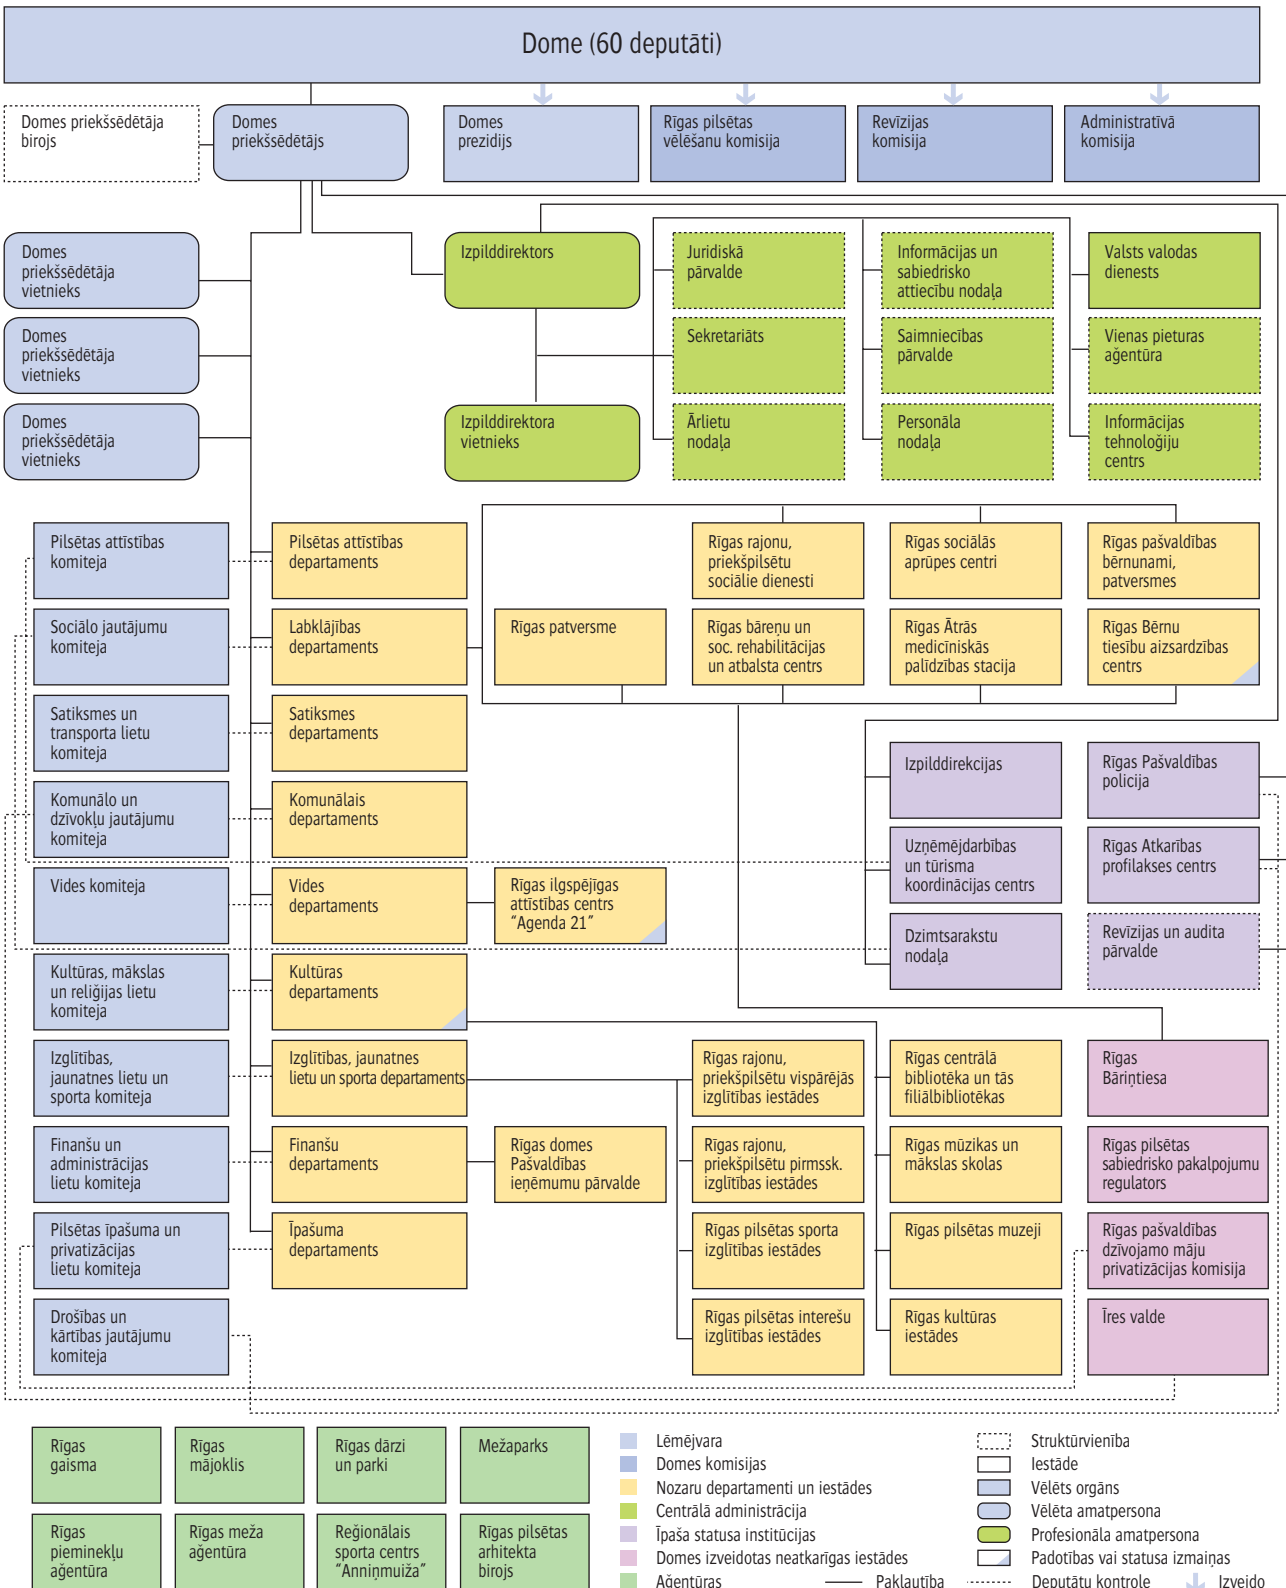 Dome (60 deputāti)
Domes priekšsēdētāja
birojs
Domes
priekšsēdētājs
Domes
prezidijs
Rīgas pilsētas
vēlēšanu komisija
Revīzijas
komisija
Administratīvā
komisija
Domes
priekšsēdētāja
vietnieks
Izpilddirektors
Juridiskā
pārvalde
Informācijas un
sabiedrisko
attiecību nodaļa
Valsts valodas
dienests
Domes
priekšsēdētāja
vietnieks
Sekretariāts
Saimniecības
pārvalde
Vienas pieturas
aģentūra
Domes
priekšsēdētāja
vietnieks
Izpilddirektora
vietnieks
Ārlietu
nodaļa
Personāla
nodaļa
Informācijas
tehnoloģiju
centrs
Pilsētas attīstības
komiteja
Pilsētas attīstības
departaments
Rīgas rajonu,
priekšpilsētu
sociālie dienesti
Rīgas sociālās
aprūpes centri
Rīgas pašvaldības
bērnunami,
patversmes
Sociālo jautājumu
komiteja
Labklājības
departaments
Rīgas patversme
Rīgas bāreņu un
soc. rehabilitācijas
un atbalsta centrs
Rīgas Ātrās
medicīniskās
palīdzības stacija
Rīgas Bērnu
tiesību aizsardzības
centrs
Satiksmes un
transporta lietu
komiteja
Satiksmes
departaments
Izpilddirekcijas
Rīgas Pašvaldības
policija
Komunālo un
dzīvokļu jautājumu
komiteja
Komunālais
departaments
Uzņēmējdarbības
un tūrisma
koordinācijas centrs
Rīgas Atkarības
profilakses centrs
Vides komiteja
Vides
departaments
Rīgas ilgspējīgas
attīstības centrs
"Agenda 21"
Dzimtsarakstu
nodaļa
Revīzijas un audita
pārvalde
Kultūras, mākslas
un reliģijas lietu
komiteja
Kultūras
departaments
Izglītības,
jaunatnes lietu un
sporta komiteja
Izglītības, jaunatnes
lietu un sporta departaments
Rīgas rajonu,
priekšpilsētu vispārējās
izglītības iestādes
Rīgas centrālā
bibliotēka un tās
filiālbibliotēkas
Rīgas
Bāriņtiesa
Finanšu un
administrācijas
lietu komiteja
Finanšu
departaments
Rīgas domes
Pašvaldības
ieņēmumu pārvalde
Rīgas rajonu,
priekšpilsētu pirmssk.
izglītības iestādes
Rīgas mūzikas un
mākslas skolas
Rīgas pilsētas
sabiedrisko pakalpojumu
regulators
Pilsētas īpašuma un
privatizācijas
lietu komiteja
Īpašuma
departaments
Rīgas pilsētas sporta
izglītības iestādes
Rīgas pilsētas muzeji
Rīgas pašvaldības
dzīvojamo māju
privatizācijas komisija
Drošības un
kārtības jautājumu
komiteja
Rīgas pilsētas interešu
izglītības iestādes
Rīgas kultūras
iestādes
Īres valde
Rīgas
gaisma
Rīgas
mājoklis
Rīgas dārzi
un parki
Mežaparks
Rīgas
pieminekļu
aģentūra
Rīgas meža
aģentūra
Reģionālais
sporta centrs
"Anniņmuiža"
Rīgas pilsētas
arhitekta
birojs
Lēmējvara
Domes komisijas
Nozaru departamenti un iestādes
Centrālā administrācija
Īpaša statusa institūcijas
Domes izveidotas neatkarīgas iestādes
Aģentūras
Struktūrvienība
Iestāde
Vēlēts orgāns
Vēlēta amatpersona
Profesionāla amatpersona
Padotības vai statusa izmaiņas
Pakļautība
Deputātu kontrole
Izveido